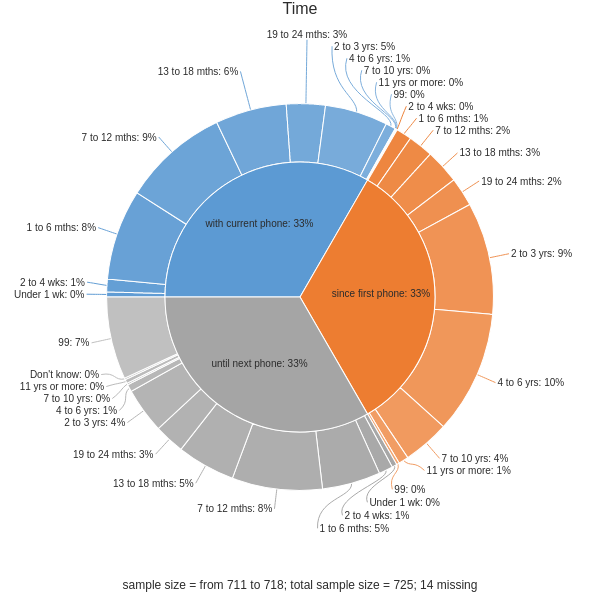 Time
19 to 24 mths: 3%
2 to 3 yrs: 5%
4 to 6 yrs: 1%
7 to 10 yrs: 0%
11 yrs or more: 0%
99: 0%
2 to 4 wks: 0%
1 to 6 mths: 1%
7 to 12 mths: 2%
13 to 18 mths: 3%
19 to 24 mths: 2%
2 to 3 yrs: 9%
4 to 6 yrs: 10%
7 to 10 yrs: 4%
11 yrs or more: 1%
99: 0%
Under 1 wk: 0%
2 to 4 wks: 1%
1 to 6 mths: 5%
7 to 12 mths: 8%
13 to 18 mths: 5%
19 to 24 mths: 3%
2 to 3 yrs: 4%
4 to 6 yrs: 1%
7 to 10 yrs: 0%
11 yrs or more: 0%
Don't know: 0%
99: 7%
Under 1 wk: 0%
2 to 4 wks: 1%
1 to 6 mths: 8%
7 to 12 mths: 9%
13 to 18 mths: 6%
with current phone: 33%
since first phone: 33%
until next phone: 33%
sample size = from 711 to 718; total sample size = 725; 14 missing